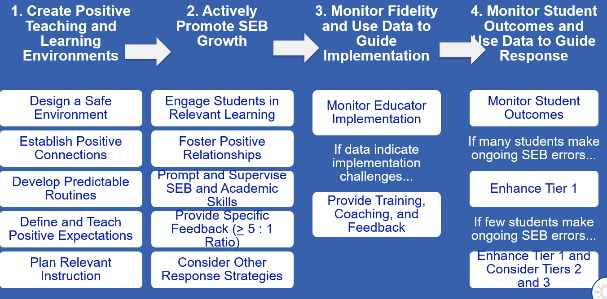 1. Create Positive
Teaching and
Learning
Environments
Design a Safe
Environment
Establish Positive
Connections
Develop Predictable
Routines
Define and Teach
Positive Expectations
Plan Relevant
Instruction
2. Actively
Promote SEB
Growth
Engage Students in
Relevant Learning
Foster Positive
Relationships
Prompt and Supervise
SEB and Academic
Skills
Provide Specific
Feedback (≥ 5 : 1
Ratio)
Consider Other
Response Strategies
3. Monitor Fidelity
and Use Data to
Guide
Implementation
Monitor Educator
Implementation
If data indicate
implementation
challenges...
Provide Training,
Coaching, and
Feedback
4. Monitor Student
Outcomes and
Use Data to Guide
Response
Monitor Student
Outcomes
If many students make
ongoing SEB errors...
Enhance Tier 1
If few students make
ongoing SEB errors...
Enhance Tier 1 and
Consider Tiers 2
and 3